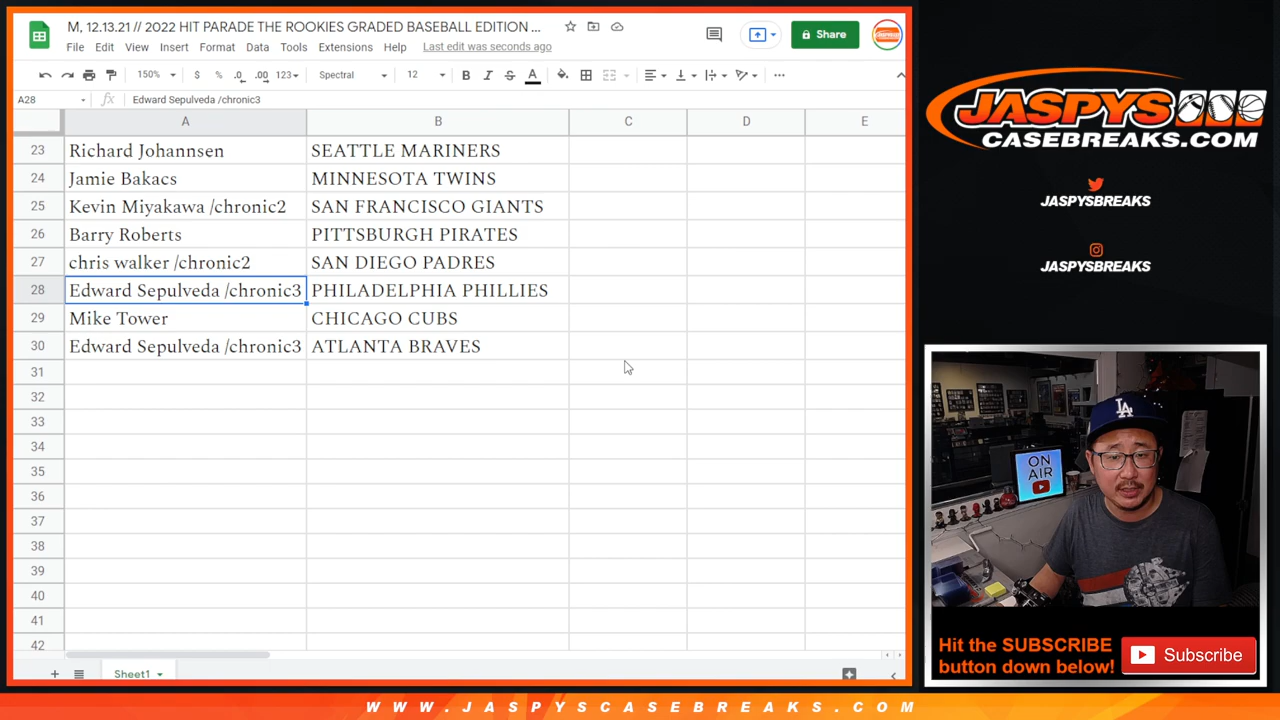 M, 12.13.21 // 2022 HIT PARADE THE ROOKIES GRADED BASEBALL EDITION ...
File Edit View Insert Format Data Tools Extensions Help Last edit was seconds ago
Share
150% $ % .0 .00 123 Spectral 12 B I S A
A28 fx Edward Sepulveda /chronic3
A B C D E
23 Richard Johannsen SEATTLE MARINERS
24 Jamie Bakacs MINNESOTA TWINS
25 Kevin Miyakawa /chronic2 SAN FRANCISCO GIANTS
26 Barry Roberts PITTSBURGH PIRATES
27 chris walker /chronic2 SAN DIEGO PADRES
28 Edward Sepulveda /chronic3 PHILADELPHIA PHILLIES
29 Mike Tower CHICAGO CUBS
30 Edward Sepulveda /chronic3 ATLANTA BRAVES
31
32
33
34
35
36
37
38
39
40
41
42
Sheet1
JASPYS
CASEBREAKS.COM
JASPYSBREAKS
JASPYSBREAKS
LA
ON
AIR
Hit the SUBSCRIBE
button down below!
Subscribe
WWW.JASPYSCASEBREAKS.COM